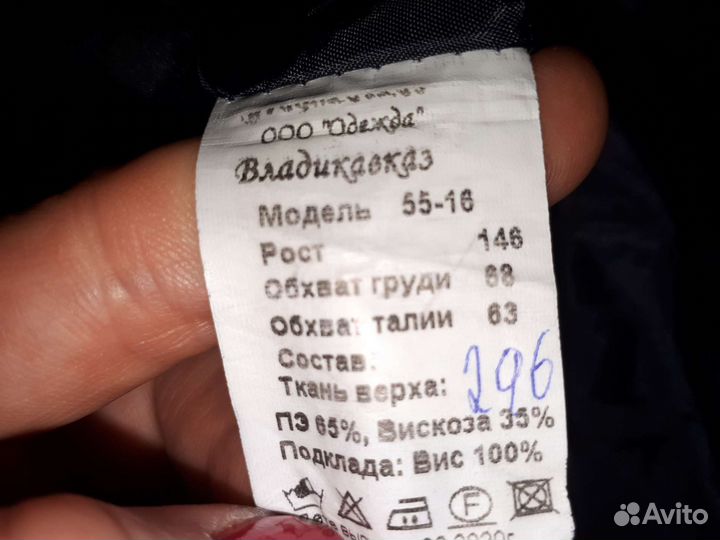 ООО "Одежда"
Владикавказ
Модель 55-16
Рост 146
Обхват груди 68
Обхват талии 63
Состав:
Ткань верха:
296
ПЭ 65%, Вискоза 35%
Подклада: Вис 100%
F
Avito